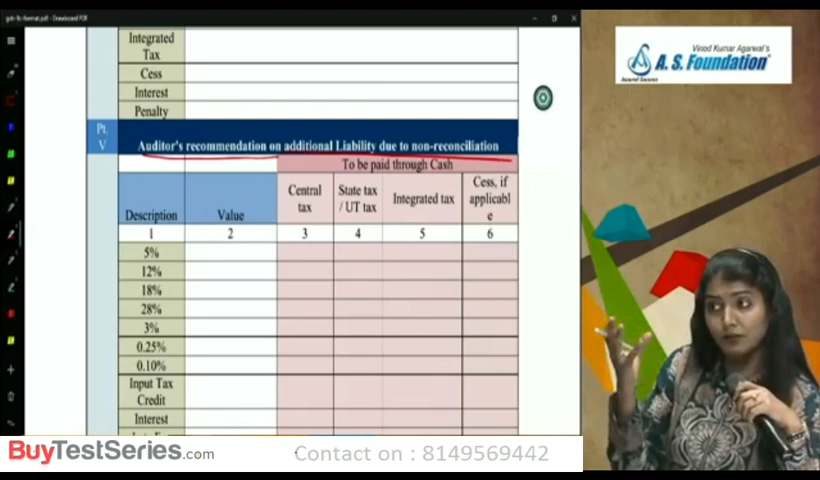 gstr-9c-format.pdf - Drawboard PDF
Integrated
Tax
Cess
Interest
Penalty
Pt.
V
Auditor's recommendation on additional Liability due to non-reconciliation
To be paid through Cash
Description
Value
Central
tax
State tax
/ UT tax
Integrated tax
Cess, if
applicabl
e
1
2
3
4
5
6
5%
12%
18%
28%
3%
0.25%
0.10%
Input Tax
Credit
Interest
Vinod Kumar Agarwal's
A. S. Foundation
Assured Success
BuyTestSeries.com
Contact on : 8149569442